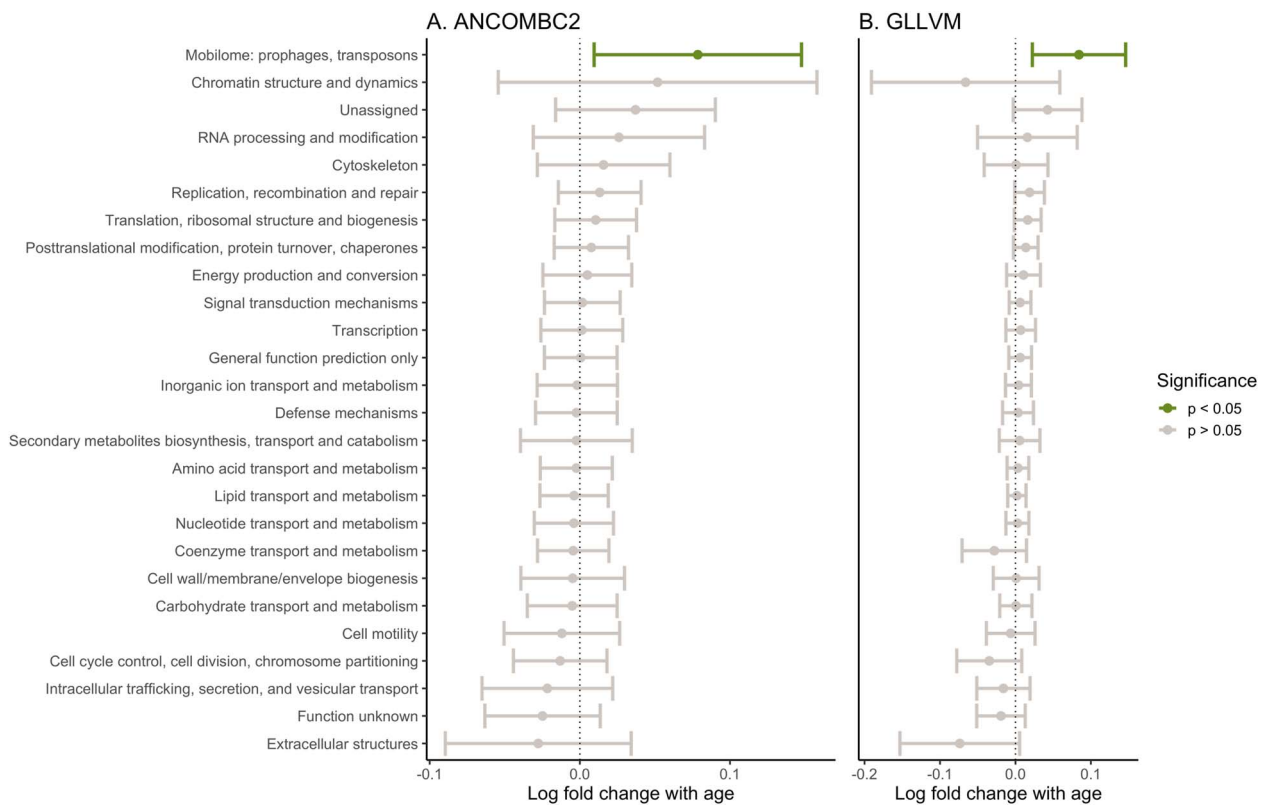 A. ANCOMBC2
B. GLLVM
Mobilome: prophages, transposons
Chromatin structure and dynamics
Unassigned
RNA processing and modification
Cytoskeleton
Replication, recombination and repair
Translation, ribosomal structure and biogenesis
Posttranslational modification, protein turnover, chaperones
Energy production and conversion
Signal transduction mechanisms
Transcription
General function prediction only
Inorganic ion transport and metabolism
Defense mechanisms
Secondary metabolites biosynthesis, transport and catabolism
Amino acid transport and metabolism
Lipid transport and metabolism
Nucleotide transport and metabolism
Coenzyme transport and metabolism
Cell wall/membrane/envelope biogenesis
Carbohydrate transport and metabolism
Cell motility
Cell cycle control, cell division, chromosome partitioning
Intracellular trafficking, secretion, and vesicular transport
Function unknown
Extracellular structures
-0.1 0.0 0.1
Log fold change with age
-0.2 -0.1 0.0 0.1
Log fold change with age
Significance
p < 0.05
p > 0.05